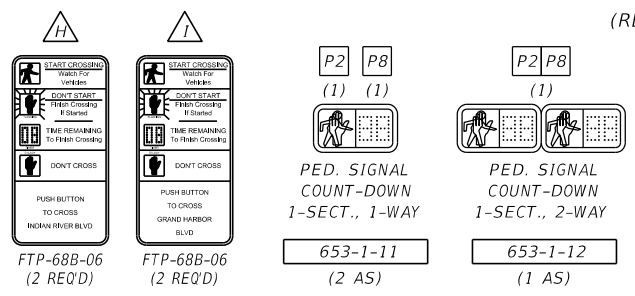 (RE
H
START CROSSING
Watch For
Vehicles
DON'T START
Finish Crossing
If Started
TIME REMAINING
To Finish Crossing
DON'T CROSS
PUSH BUTTON
TO CROSS
INDIAN RIVER BLVD
FTP-68B-06
(2 REQ'D)
I
START CROSSING
Watch For
Vehicles
DON'T START
Finish Crossing
If Started
TIME REMAINING
To Finish Crossing
DON'T CROSS
PUSH BUTTON
TO CROSS
GRAND HARBOR
BLVD
FTP-68B-06
(2 REQ'D)
P2 P8
(1) (1)
PED. SIGNAL
COUNT-DOWN
1-SECT., 1-WAY
653-1-11
(2 AS)
P2 P8
(1)
PED. SIGNAL
COUNT-DOWN
1-SECT., 2-WAY
653-1-12
(1 AS)